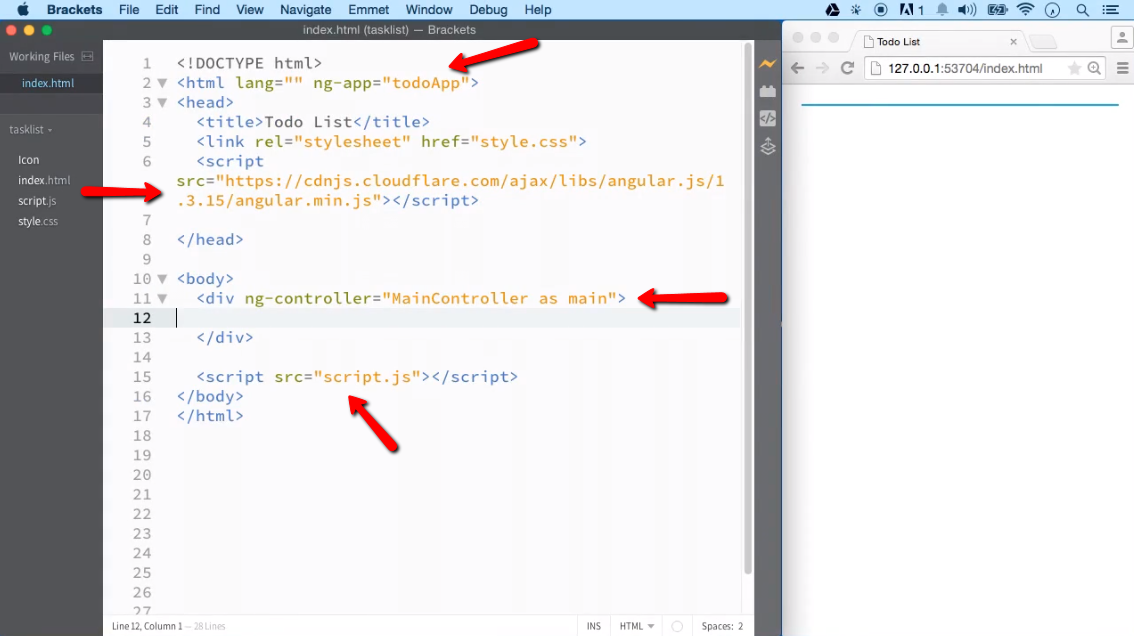 Brackets File Edit Find View Navigate Emmet Window Debug Help 1
index.html (tasklist) — Brackets
Working Files
index.html
tasklist
Icon
index.html
script.js
style.css
1 <!DOCTYPE html>
2 <html lang="" ng-app="todoApp">
3 <head>
4 <title>Todo List</title>
5 <link rel="stylesheet" href="style.css">
6 <script
src="https://cdnjs.cloudflare.com/ajax/libs/angular.js/1
.3.15/angular.min.js"></script>
7
8 </head>
9
10 <body>
11 <div ng-controller="MainController as main">
12
13 </div>
14
15 <script src="script.js"></script>
16 </body>
17 </html>
18
19
20
21
22
23
24
25
26
27
Line 12, Column 1 — 28 Lines
INS HTML Spaces: 2
Todo List
127.0.0.1:53704/index.html